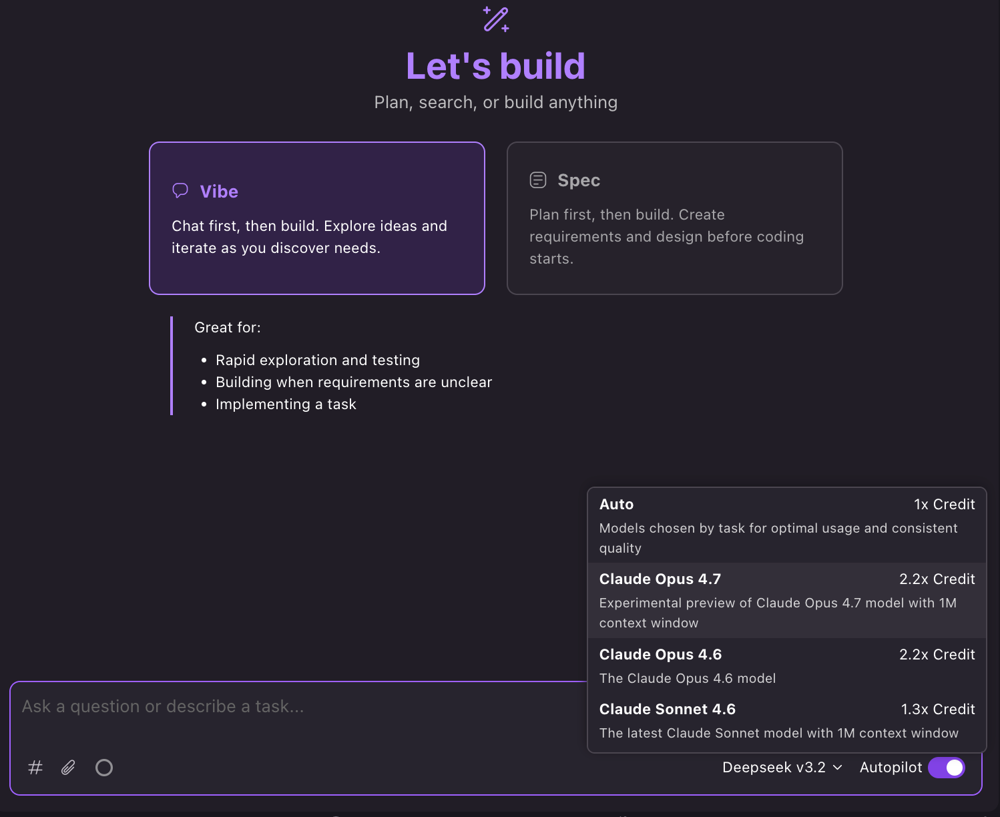 Let's build
Plan, search, or build anything
Vibe
Chat first, then build. Explore ideas and
iterate as you discover needs.
Spec
Plan first, then build. Create
requirements and design before coding
starts.
Great for:
• Rapid exploration and testing
• Building when requirements are unclear
• Implementing a task
Auto 1x Credit
Models chosen by task for optimal usage and consistent
quality
Claude Opus 4.7 2.2x Credit
Experimental preview of Claude Opus 4.7 model with 1M
context window
Claude Opus 4.6 2.2x Credit
The Claude Opus 4.6 model
Claude Sonnet 4.6 1.3x Credit
The latest Claude Sonnet model with 1M context window
Ask a question or describe a task...
# Deepseek v3.2 Autopilot